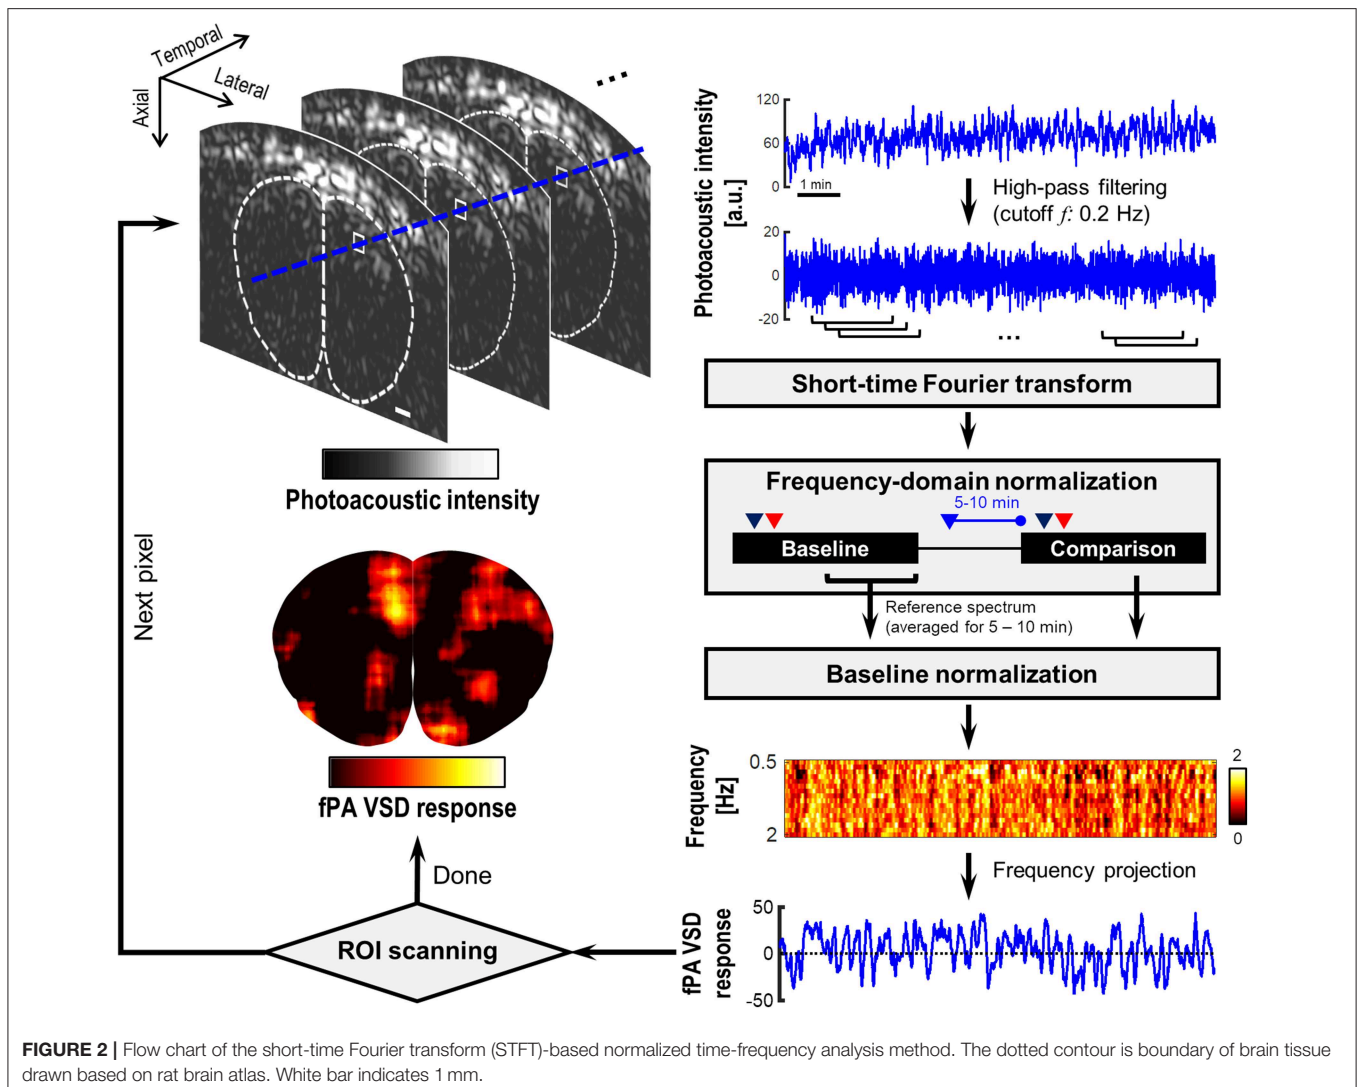 Temporal
Lateral
Axial
...
Photoacoustic intensity
Next pixel
fPA VSD response
Done
ROI scanning
Photoacoustic intensity
[a.u.]
120
60
0
1 min
High-pass filtering
(cutoff f: 0.2 Hz)
20
0
-20
...
Short-time Fourier transform
Frequency-domain normalization
5-10 min
Baseline
Comparison
Reference spectrum
(averaged for 5 – 10 min)
Baseline normalization
Frequency
[Hz]
0.5
2
2
0
Frequency projection
fPA VSD
response
50
0
-50
FIGURE 2 | Flow chart of the short-time Fourier transform (STFT)-based normalized time-frequency analysis method. The dotted contour is boundary of brain tissue
drawn based on rat brain atlas. White bar indicates 1 mm.